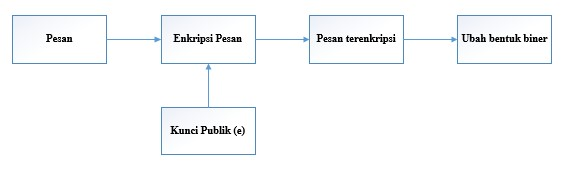 Pesan
Enkripsi Pesan
Pesan terenkripsi
Ubah bentuk biner
Kunci Publik (e)